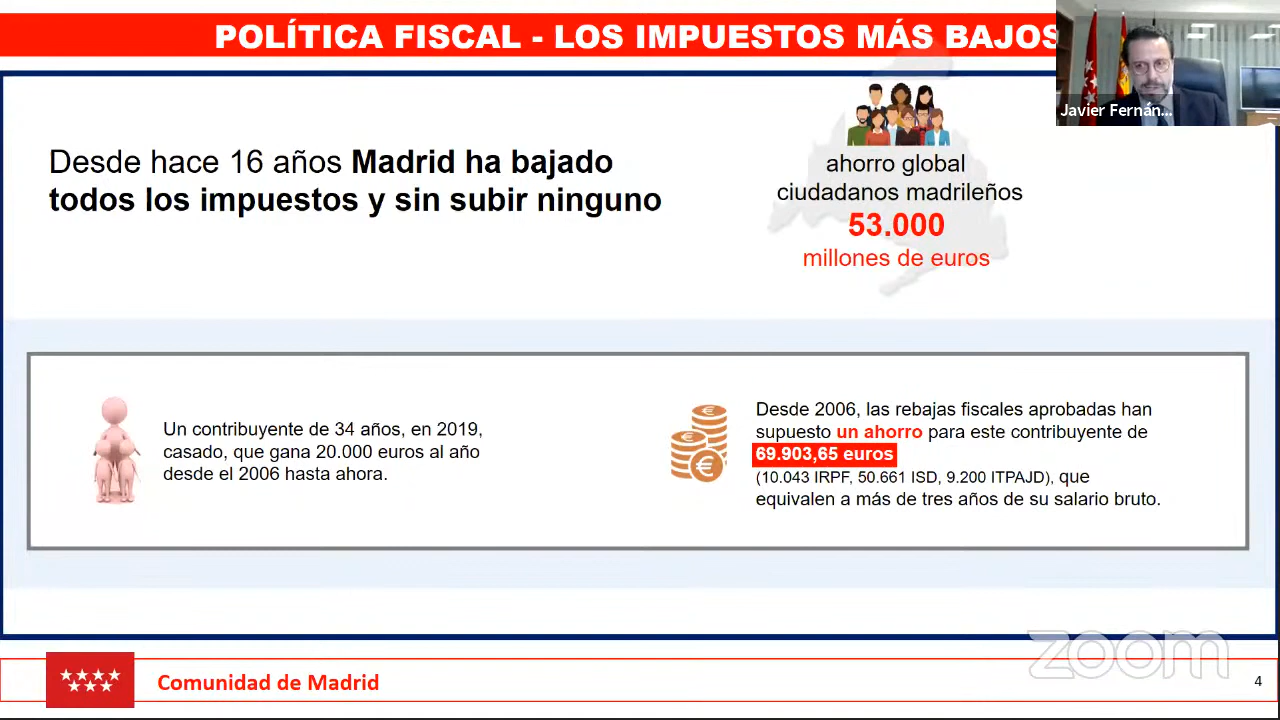 POLÍTICA FISCAL - LOS IMPUESTOS MÁS BAJOS
Javier Fernán...
Desde hace 16 años Madrid ha bajado
todos los impuestos y sin subir ninguno
ahorro global
ciudadanos madrileños
53.000
millones de euros
Un contribuyente de 34 años, en 2019,
casado, que gana 20.000 euros al año
desde el 2006 hasta ahora.
Desde 2006, las rebajas fiscales aprobadas han
supuesto un ahorro para este contribuyente de
69.903,65 euros
(10.043 IRPF, 50.661 ISD, 9.200 ITPAJD), que
equivalen a más de tres años de su salario bruto.
zoom
Comunidad de Madrid
4